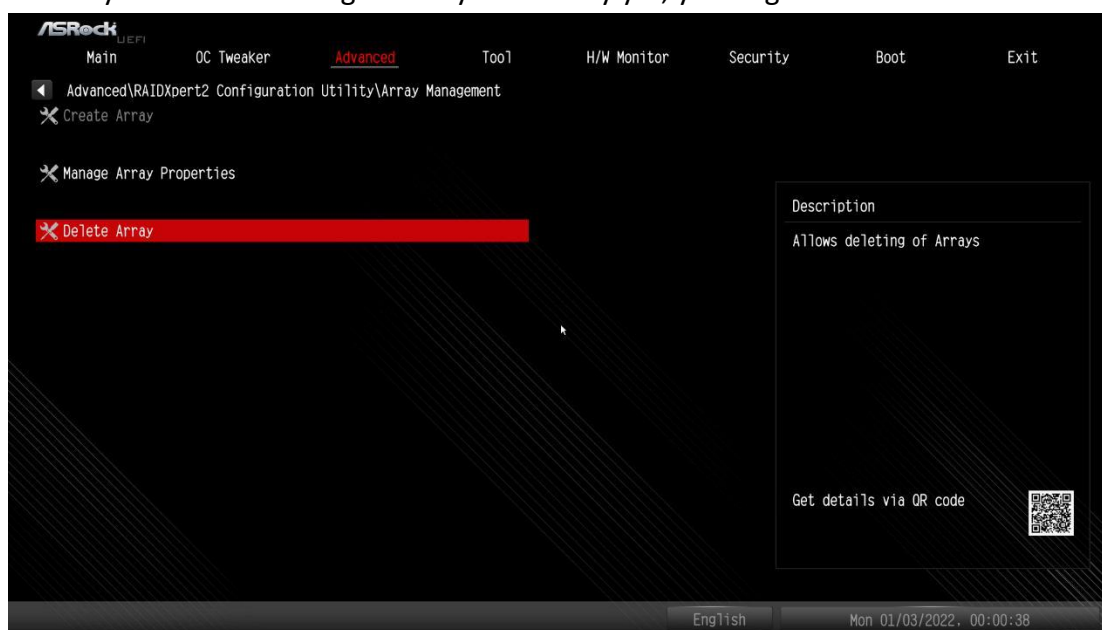 ASRock
UEFI
Main OC Tweaker Advanced Tool H/W Monitor Security Boot Exit
Advanced\RAIDXpert2 Configuration Utility\Array Management
Create Array
Manage Array Properties
Delete Array
Description
Allows deleting of Arrays
Get details via QR code
English Mon 01/03/2022, 00:00:38